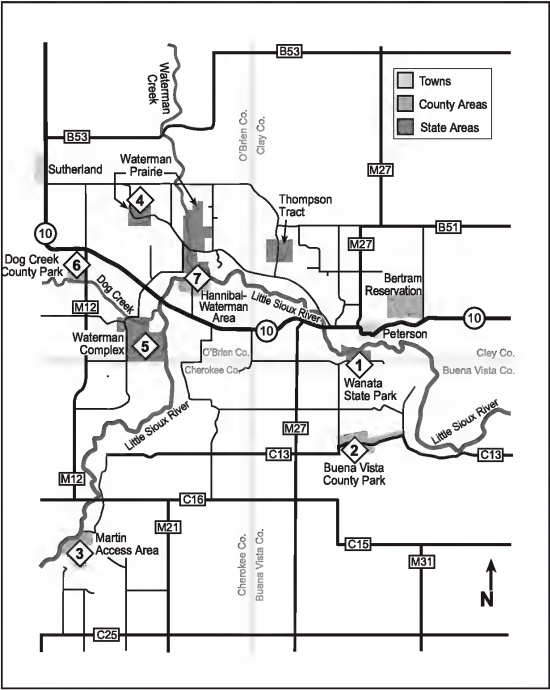 B53
Waterman
Creek
O'Brien Co.
Clay Co.
Towns
County Areas
State Areas
B53
Waterman
Prairie
Sutherland
M27
4
Thompson
Tract
10
B51
M27
6
Dog Creek
County Park
7
Bertram
Reservation
Dog Creek
Hannibal-
Waterman
Area
Little Sioux River
M12
10
10
Peterson
Waterman
Complex
5
O'Brien Co.
Cherokee Co.
Clay Co.
Buena Vista Co.
1
Wanata
State Park
Little Sioux River
Little Sioux River
M27
C13
2
C13
Buena Vista
County Park
M12
C16
M21
3
Martin
Access Area
Cherokee Co.
Buena Vista Co.
C15
M31
N
C25